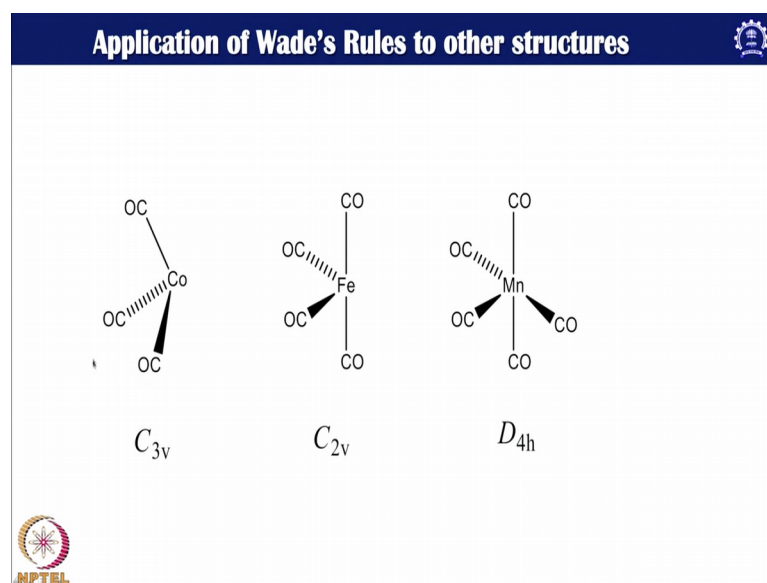 Application of Wade's Rules to other structures
OC
OC
OC
Co
CO
OC
Fe
OC
CO
CO
OC
Mn
OC
CO
CO
C3v
C2v
D4h
NPTEL